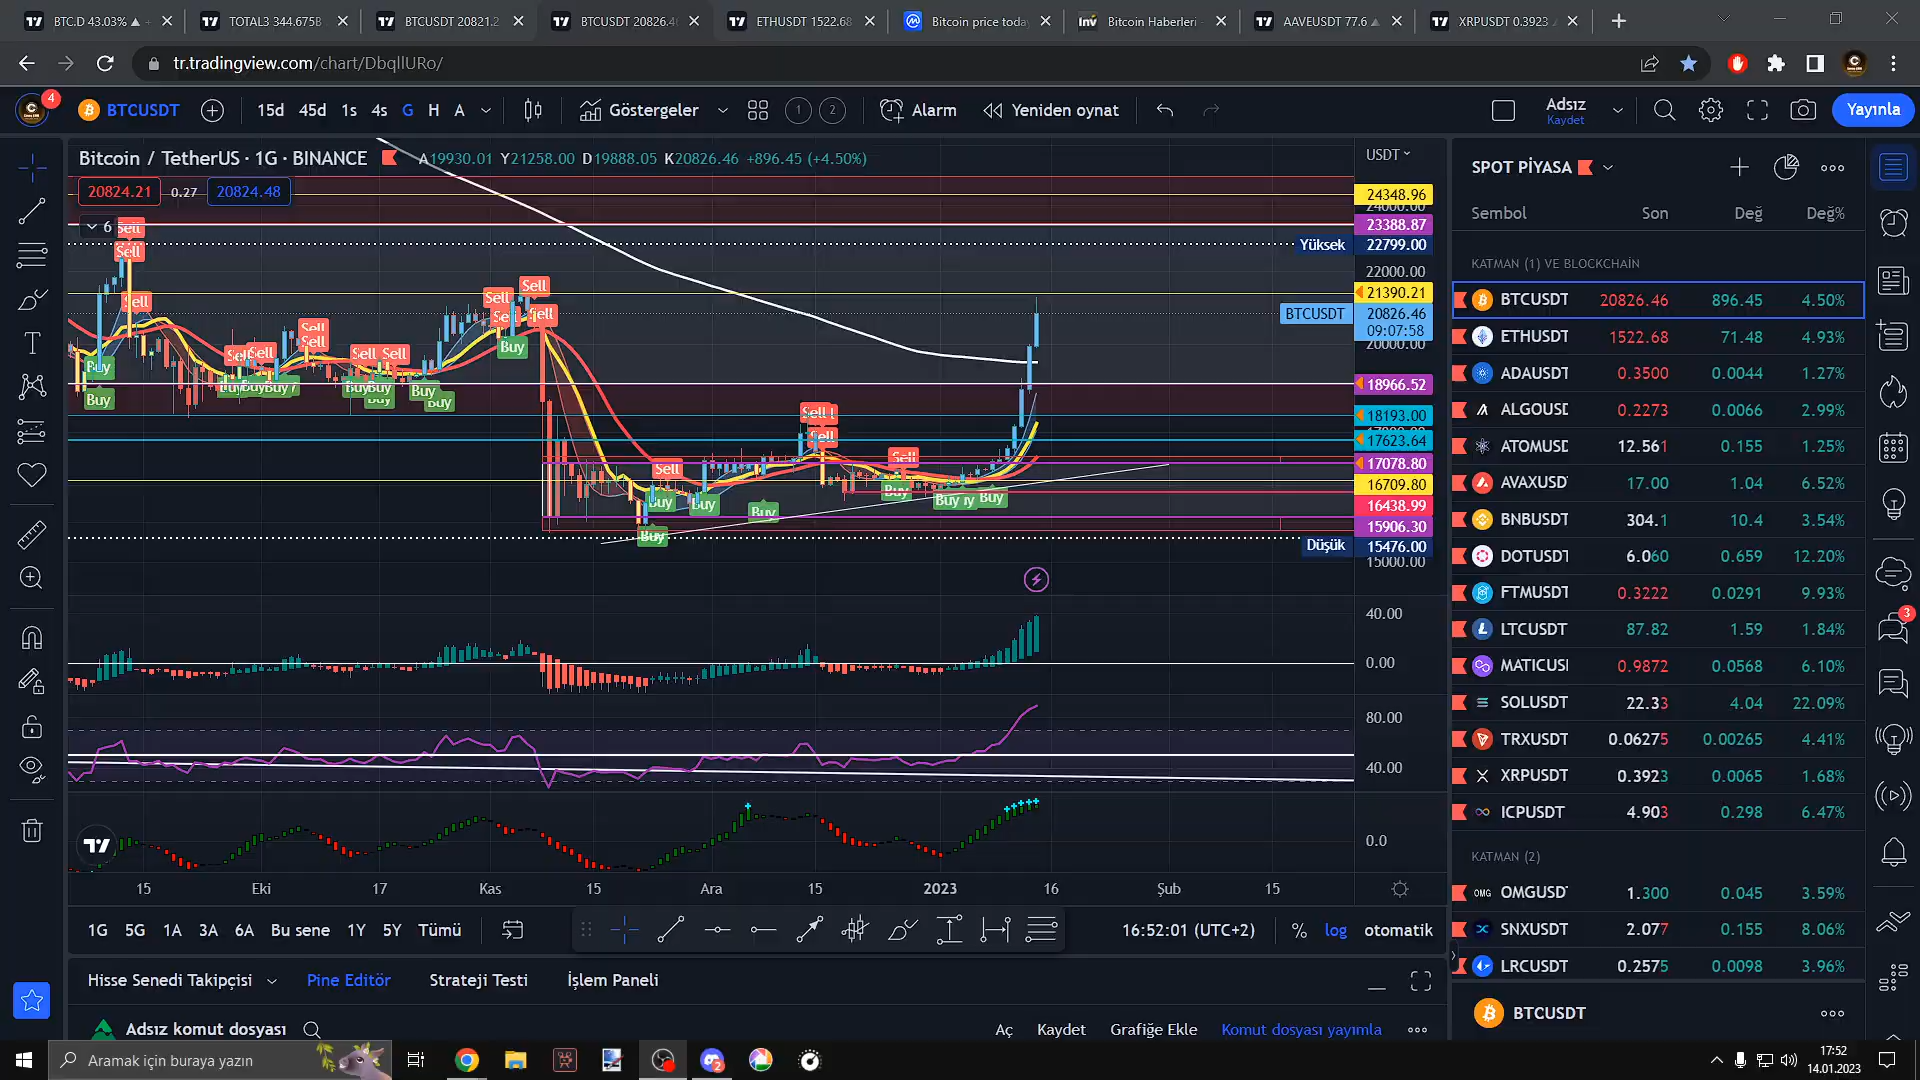 BTC.D 43.03%
TOTAL3 344.675B
BTCUSDT 20821.2
BTCUSDT 20826.4
ETHUSDT 1522.68
Bitcoin price toda
Bitcoin Haberleri -
AAVEUSDT 77.6
XRPUSDT 0.3923
tr.tradingview.com/chart/DbqllURo/
4
BTCUSDT
15d 45d 1s 4s G H A
Göstergeler
1 2
Alarm
Yeniden oynat
Adsız
Kaydet
Yayınla
Bitcoin / TetherUS · 1G · BINANCE
A19930.01 Y21258.00 D19888.05 K20826.46 +896.45 (+4.50%)
20824.21 0.27 20824.48
6
Sell
Sell
Sell
Buy
Buy
Sell
Sell
Sell
Sell
Sell
Buy
Buy
Buy
Buy
Sell
Sell
Sell
Buy
Sell
Buy
Buy
Buy
Buy
Sell
Sell
Sell
Buy
Buy
Buy
USDT
24348.96
24000.00
23388.87
Yüksek 22799.00
22000.00
21390.21
BTCUSDT 20826.46
09:07:58
20000.00
18966.52
18193.00
17623.64
17078.80
16709.80
16438.99
15906.30
Düşük 15476.00
15000.00
40.00
0.00
80.00
40.00
0.0
15 Eki 17 Kas 15 Ara 15 2023 16 Şub 15
1G 5G 1A 3A 6A Bu sene 1Y 5Y Tümü
16:52:01 (UTC+2)
% log otomatik
Hisse Senedi Takipçisi
Pine Editör
Strateji Testi
İşlem Paneli
Adsız komut dosyası
Aç Kaydet Grafiğe Ekle Komut dosyası yayımla
SPOT PİYASA
Sembol Son Değ Değ%
KATMAN (1) VE BLOCKCHAİN
BTCUSDT 20826.46 896.45 4.50%
ETHUSDT 1522.68 71.48 4.93%
ADAUSDT 0.3500 0.0044 1.27%
ALGOUSD 0.2273 0.0066 2.99%
ATOMUSD 12.561 0.155 1.25%
AVAXUSD 17.00 1.04 6.52%
BNBUSDT 304.1 10.4 3.54%
DOTUSDT 6.060 0.659 12.20%
FTMUSDT 0.3222 0.0291 9.93%
LTCUSDT 87.82 1.59 1.84%
MATICUSI 0.9872 0.0568 6.10%
SOLUSDT 22.33 4.04 22.09%
TRXUSDT 0.06275 0.00265 4.41%
XRPUSDT 0.3923 0.0065 1.68%
ICPUSDT 4.903 0.298 6.47%
KATMAN (2)
OMG OMGUSD 1.300 0.045 3.59%
SNXUSDT 2.077 0.155 8.06%
LRCUSDT 0.2575 0.0098 3.96%
BTCUSDT
3
Aramak için buraya yazın
2
17:52
14.01.2023